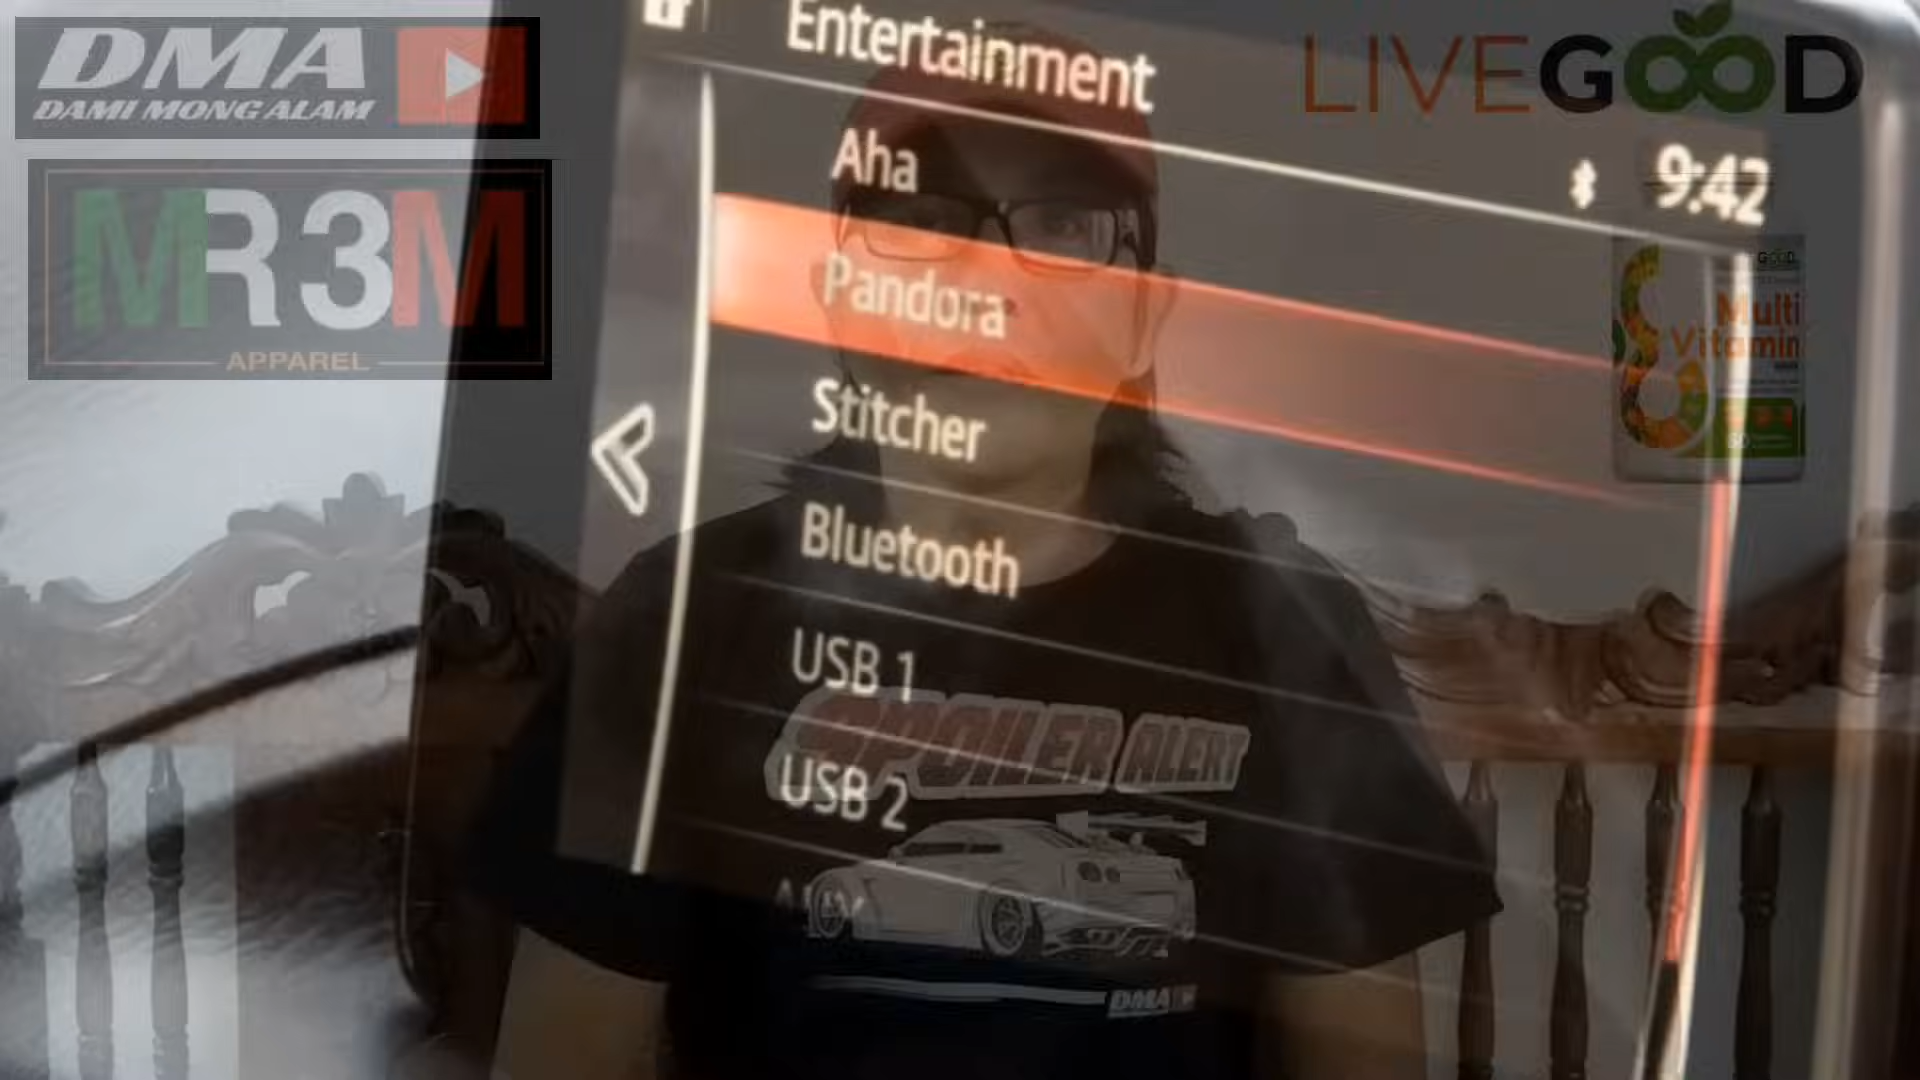 DMA
DAMI MONG ALAM
MR3M
APPAREL
LIVEGOOD
Entertainment
9:42
Aha
Pandora
Stitcher
Bluetooth
USB 1
USB 2
AUX
Multi
Vitamin
SPOILER ALERT
DMA